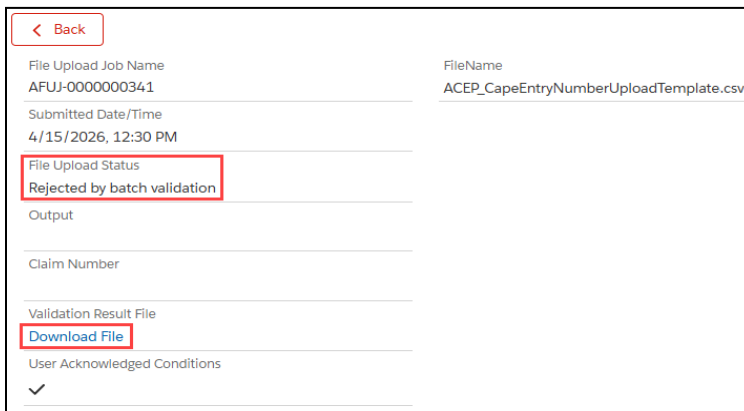 Back
File Upload Job Name
AFUJ-0000000341
FileName
ACEP_CapeEntryNumberUploadTemplate.csv
Submitted Date/Time
4/15/2026, 12:30 PM
File Upload Status
Rejected by batch validation
Output
Claim Number
Validation Result File
Download File
User Acknowledged Conditions